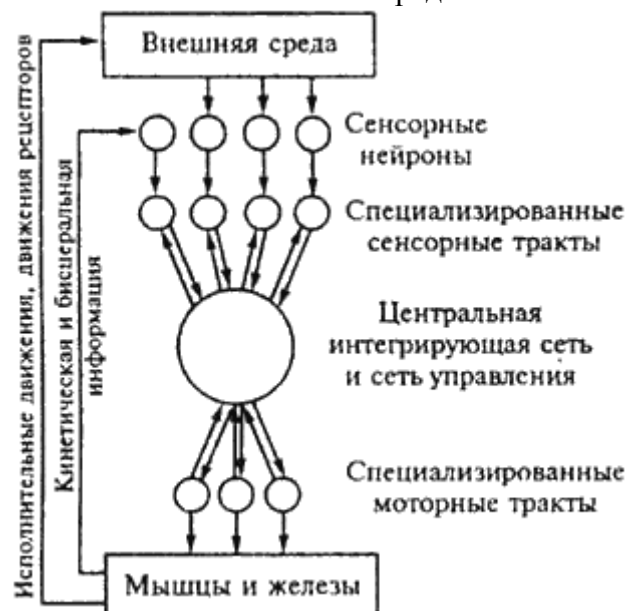 Внешняя среда
Сенсорные
нейроны
Специализированные
сенсорные тракты
Центральная
интегрирующая сеть
и сеть управления
Специализированные
моторные тракты
Мышцы и железы
Исполнительные движения, движения рецепторов
Кинетическая и бисцеральная
информация